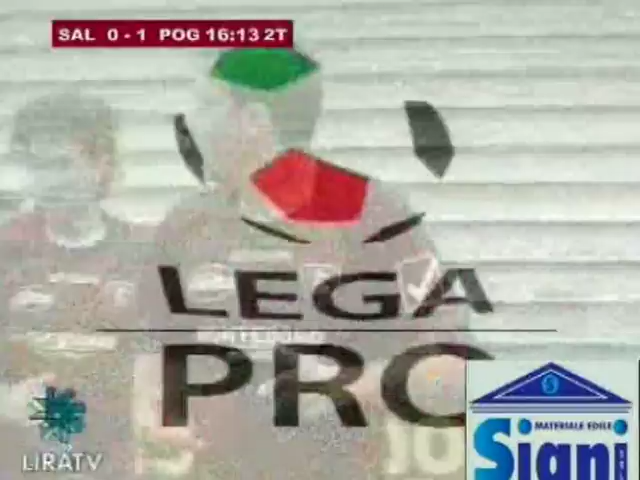 SAL 0 - 1 POG 16:13 2T
LEGA
PRO
MATERIALE EDILE
Siani
LIRATV